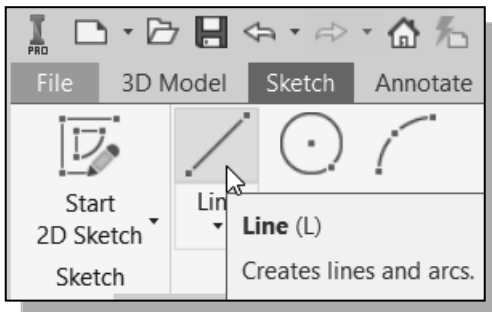 PRO
File 3D Model Sketch Annotate
Start
2D Sketch
Lin
Line (L)
Creates lines and arcs.
Sketch